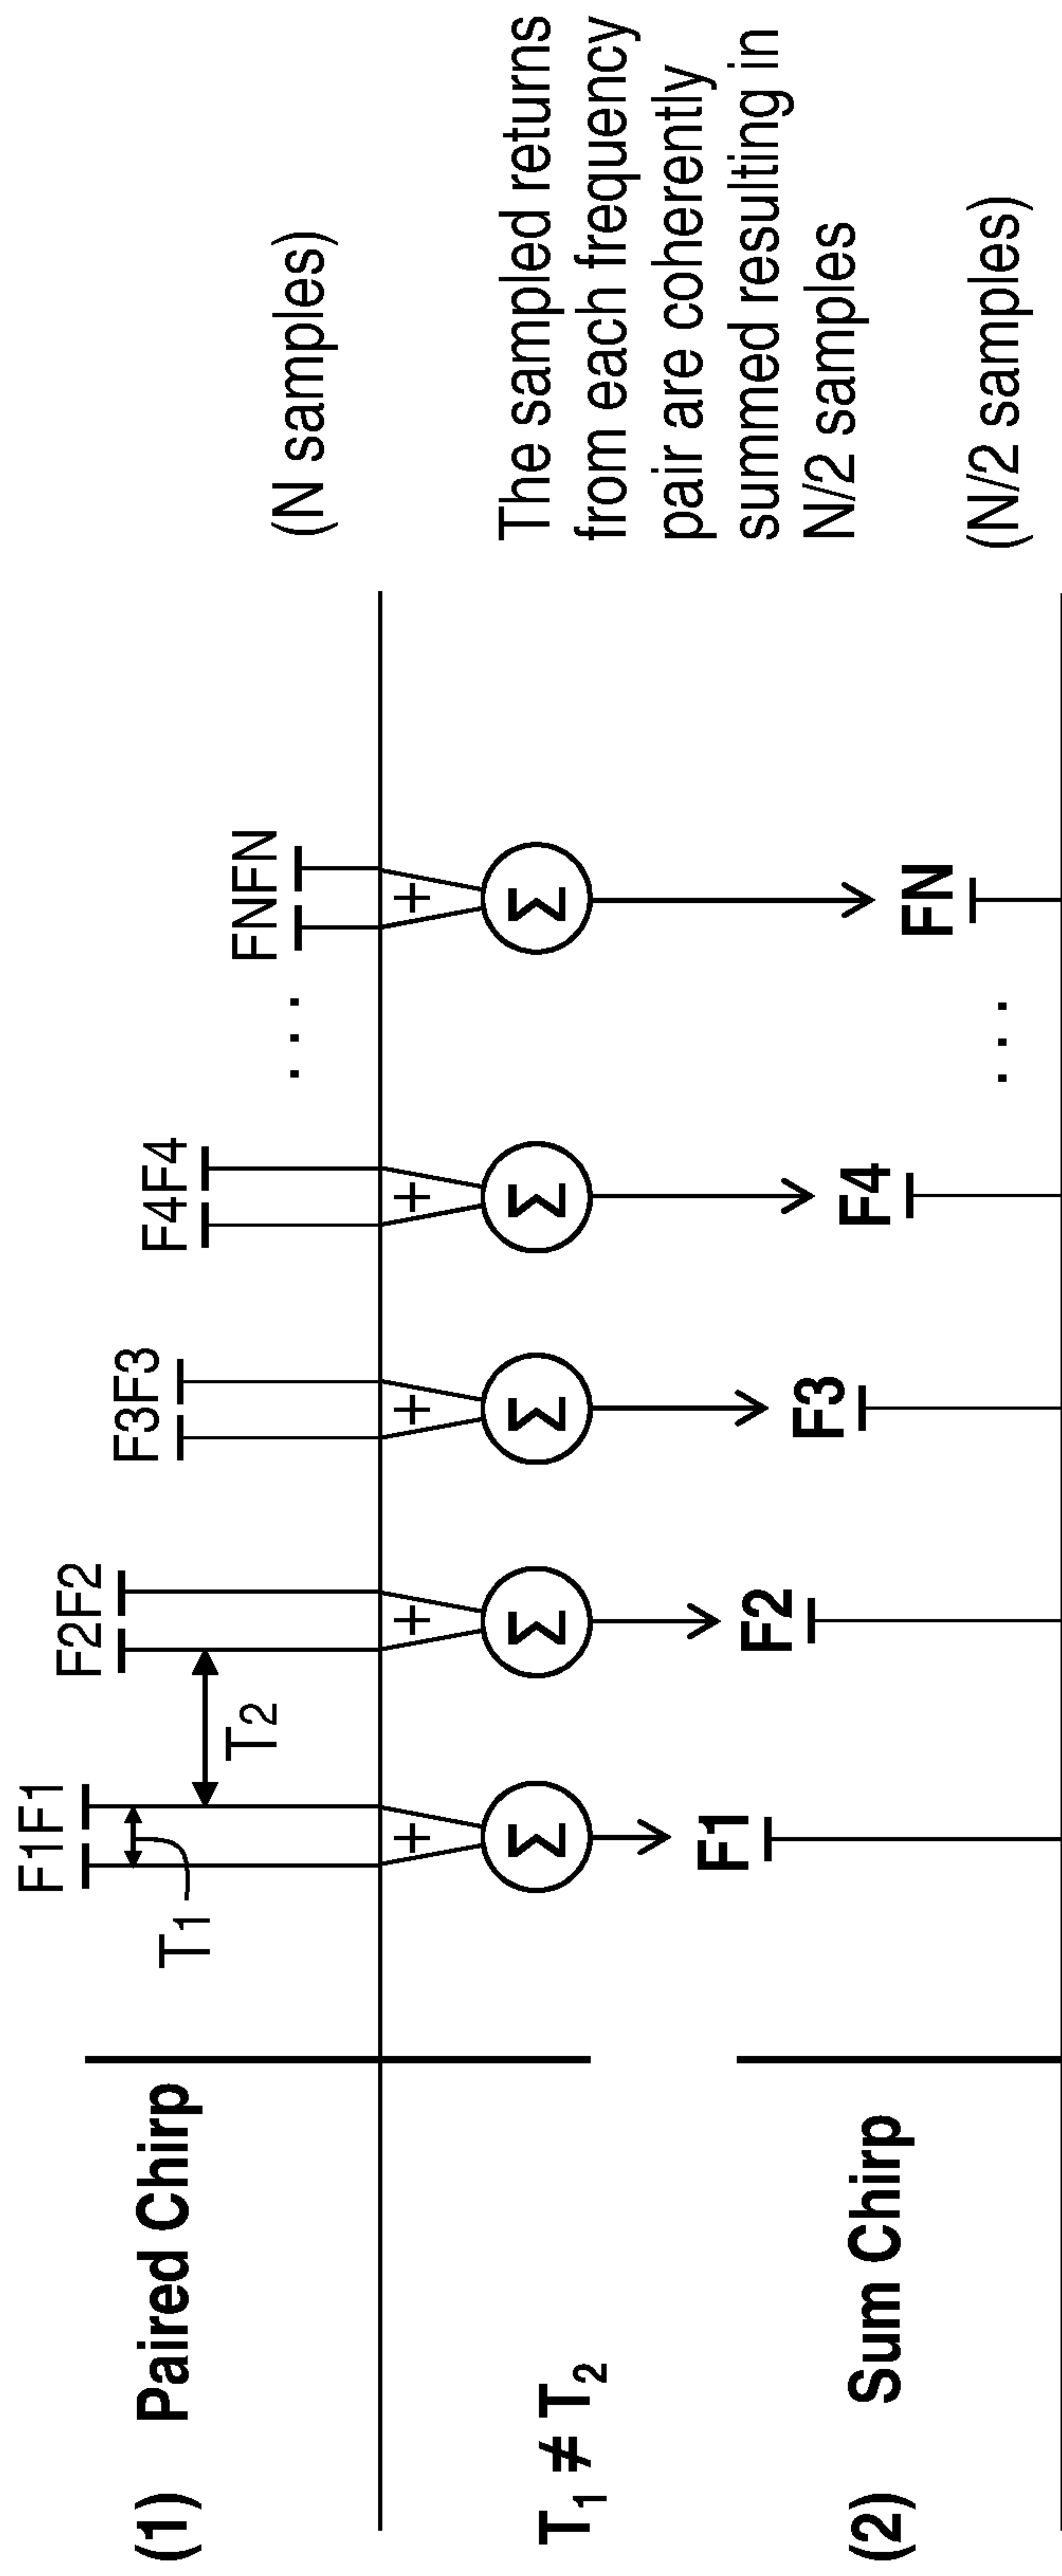 (1) Paired Chirp
F1F1
F2F2
F3F3
F4F4
. . .
FNFN
(N samples)
T1
T2
+
+
+
+
+
T1 ≠ T2
Σ
Σ
Σ
Σ
Σ
The sampled returns
from each frequency
pair are coherently
summed resulting in
N/2 samples
(2) Sum Chirp
F1
F2
F3
F4
. . .
FN
(N/2 samples)